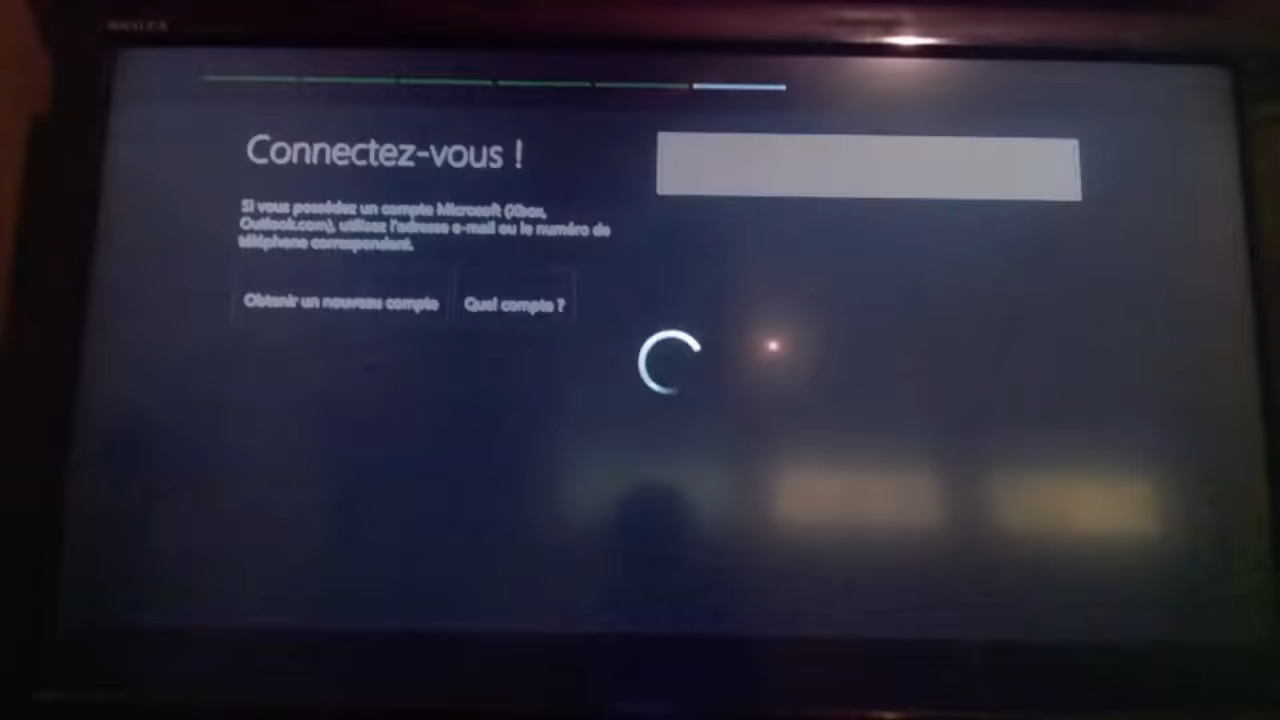 Connectez-vous !
Si vous possédez un compte Microsoft (Xbox,
Outlook.com), utilisez l'adresse e-mail ou le numéro de
téléphone correspondant.
Obtenir un nouveau compte
Quel compte ?